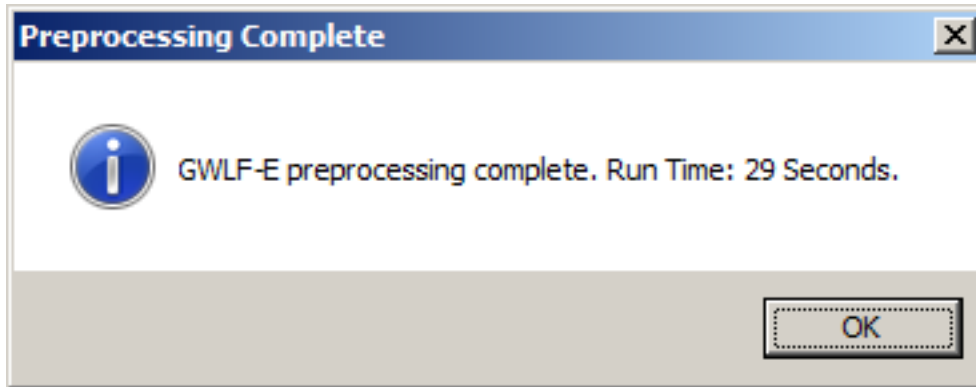 Preprocessing Complete
GWLF-E preprocessing complete. Run Time: 29 Seconds.
OK